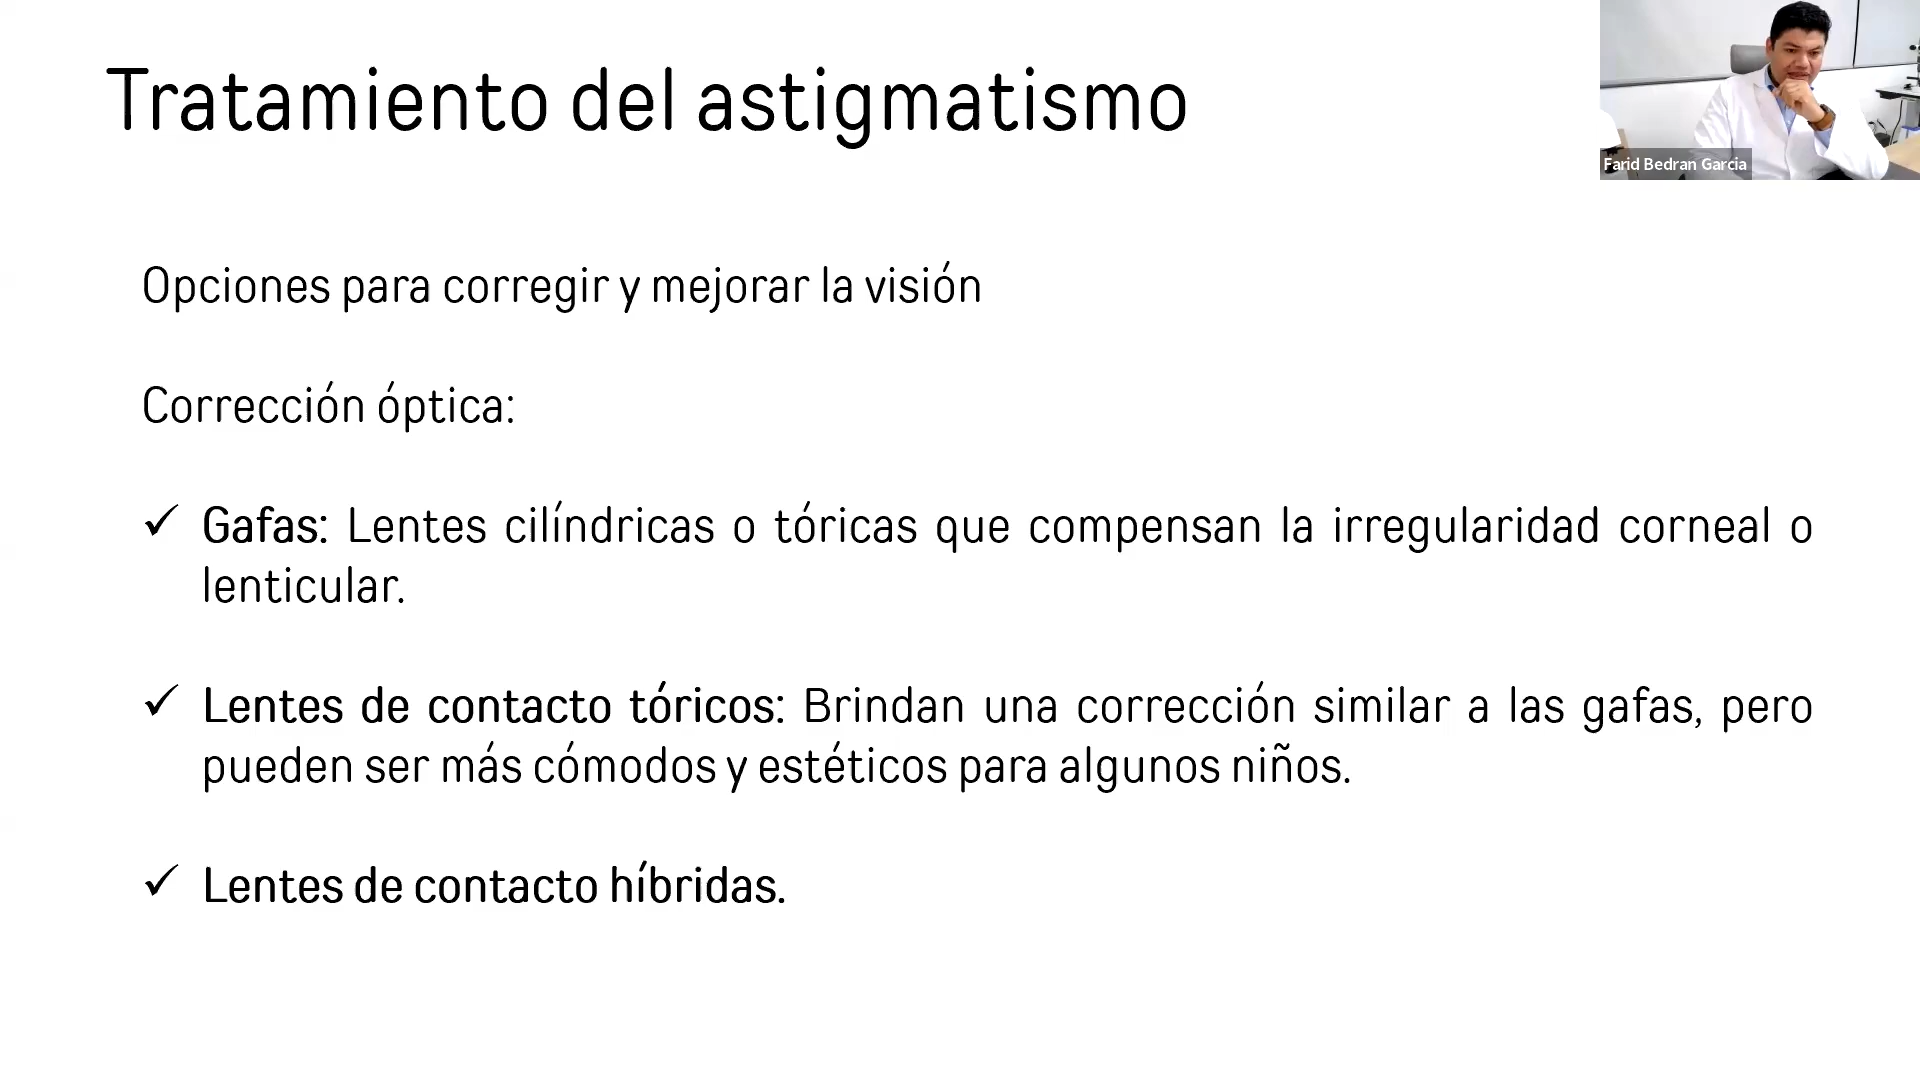 Tratamiento del astigmatismo
Farid Bedran Garcia
Opciones para corregir y mejorar la visión
Corrección óptica:
✓ Gafas: Lentes cilíndricas o tóricas que compensan la irregularidad corneal o
lenticular.
✓ Lentes de contacto tóricos: Brindan una corrección similar a las gafas, pero
pueden ser más cómodos y estéticos para algunos niños.
✓ Lentes de contacto híbridas.